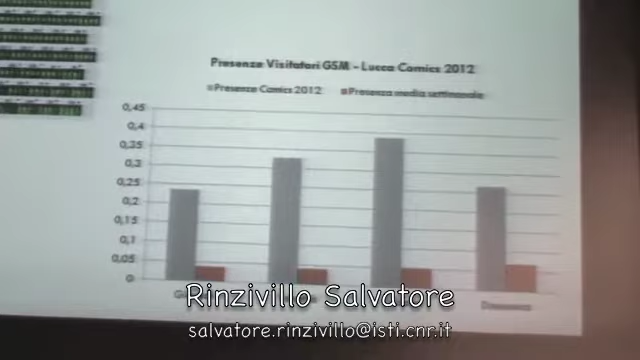 Presenze Visitatori GSM - Lucca Comics 2012
Presenze Comics 2012 Presenza media settimanale
0,45
0,4
0,35
0,3
0,25
0,2
0,15
0,1
0,05
0
Domenica
Rinzivillo Salvatore
salvatore.rinzivillo@isti.cnr.it